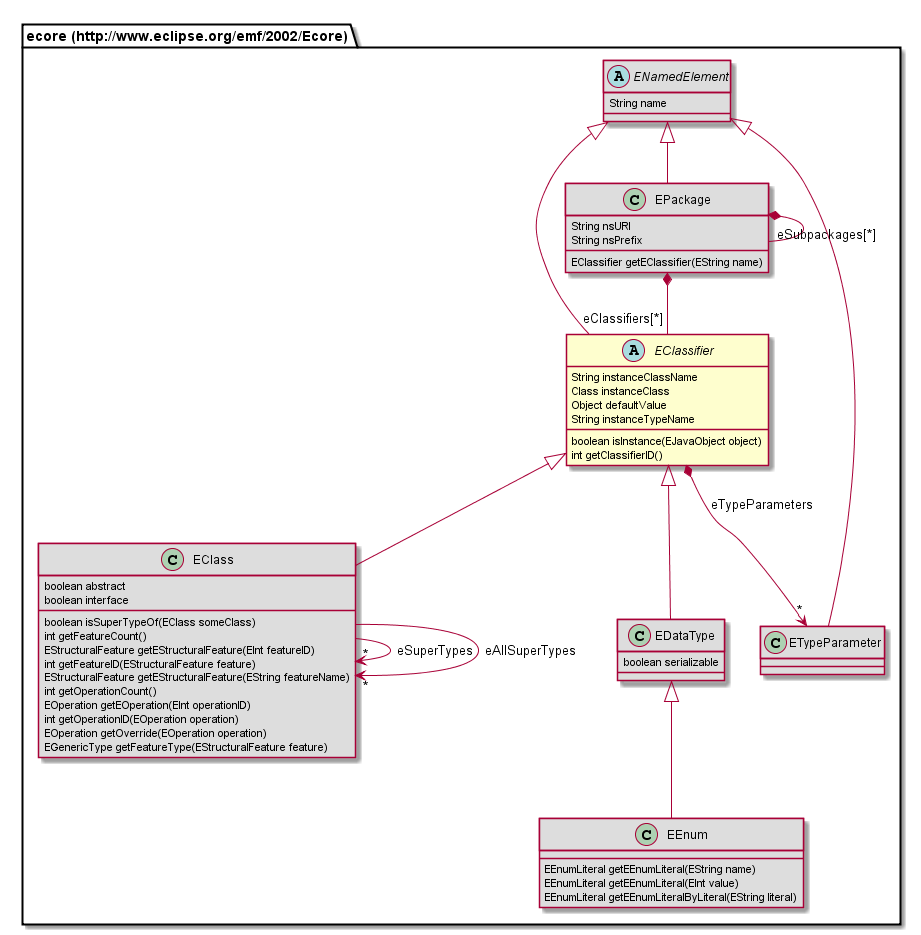 ecore (http://www.eclipse.org/emf/2002/Ecore)
A ENamedElement
String name
C EPackage
String nsURI
String nsPrefix
EClassifier getEClassifier(EString name)
eSubpackages[*]
eClassifiers[*]
A EClassifier
String instanceClassName
Class instanceClass
Object defaultValue
String instanceTypeName
boolean isInstance(EJavaObject object)
int getClassifierID()
eTypeParameters
*
C EClass
boolean abstract
boolean interface
boolean isSuperTypeOf(EClass someClass)
int getFeatureCount()
EStructuralFeature getEStructuralFeature(EInt featureID)
int getFeatureID(EStructuralFeature feature)
EStructuralFeature getEStructuralFeature(EString featureName)
int getOperationCount()
EOperation getEOperation(EInt operationID)
int getOperationID(EOperation operation)
EOperation getOverride(EOperation operation)
EGenericType getFeatureType(EStructuralFeature feature)
*
eSuperTypes
*
eAllSuperTypes
C EDataType
boolean serializable
C ETypeParameter
C EEnum
EEnumLiteral getEEnumLiteral(EString name)
EEnumLiteral getEEnumLiteral(EInt value)
EEnumLiteral getEEnumLiteralByLiteral(EString literal)